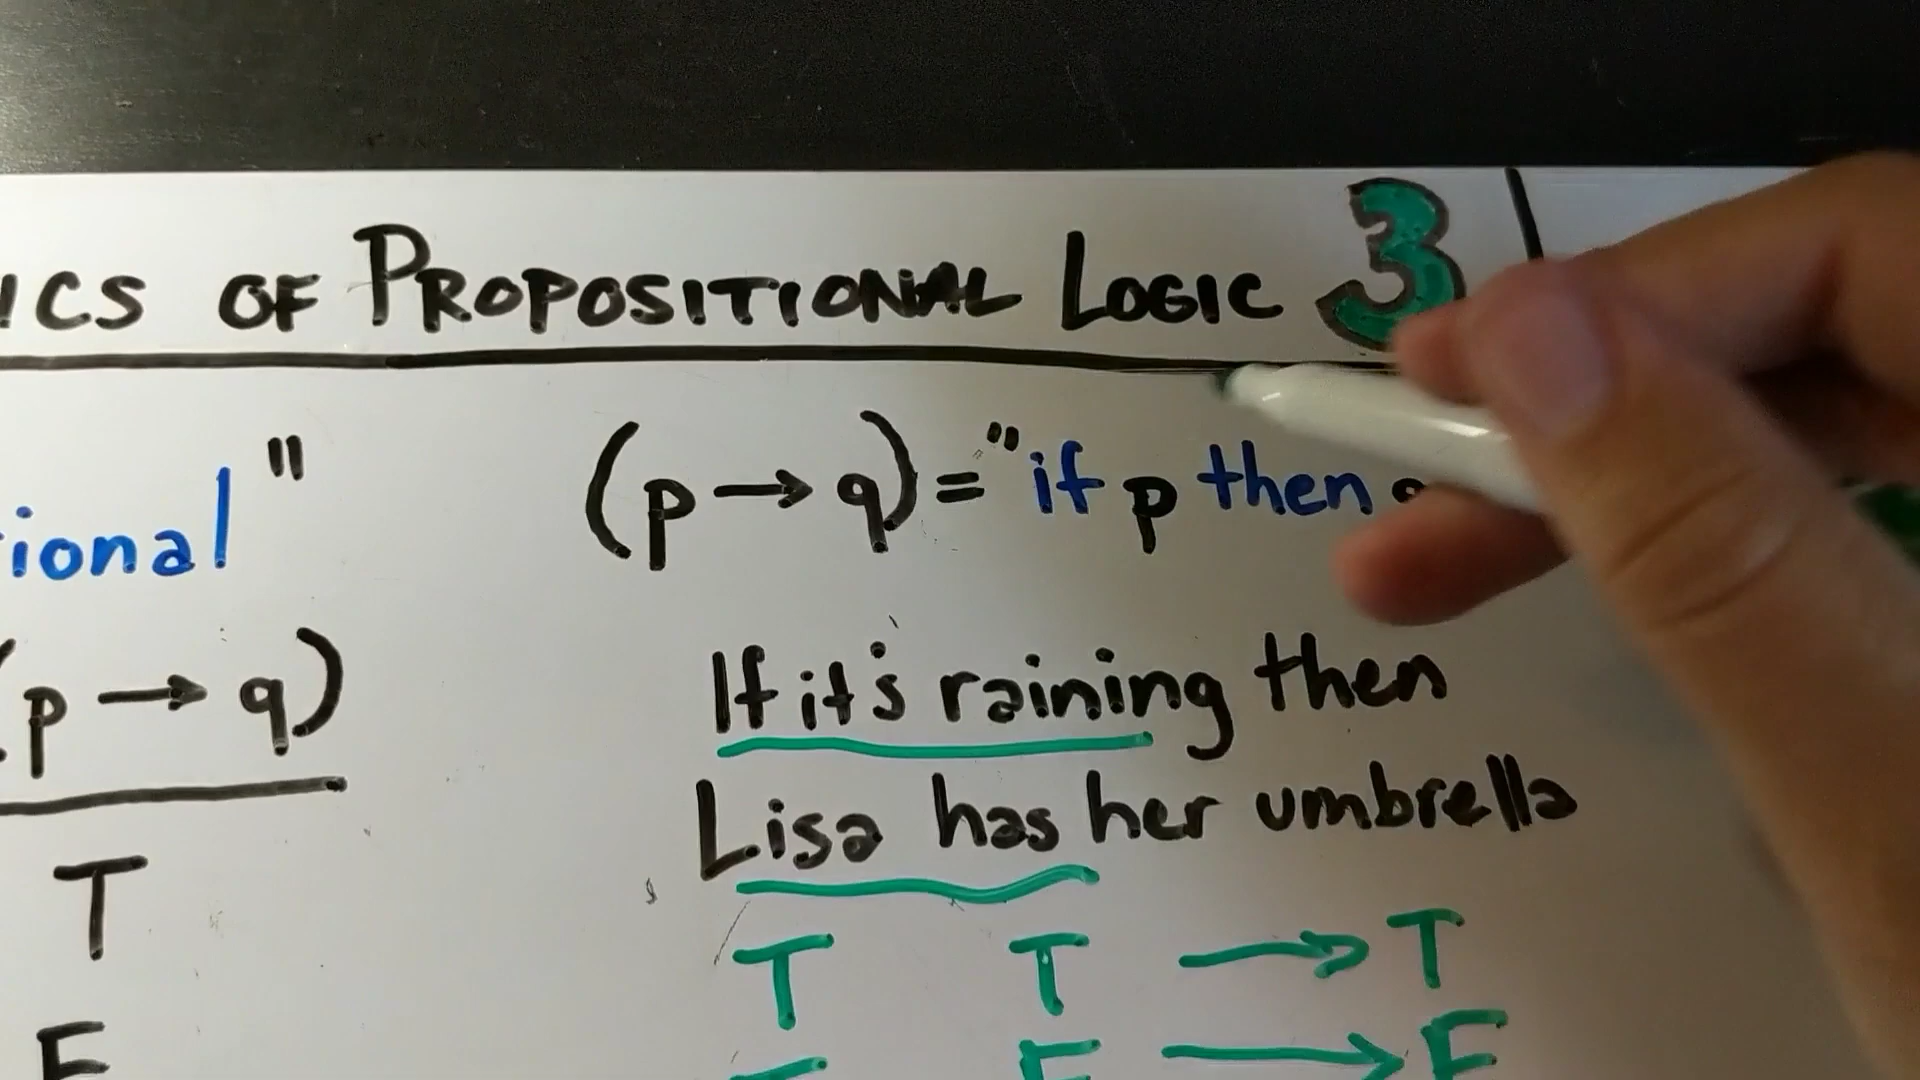 ICS OF PROPOSITIONAL LOGIC 3
ional"
(p → q) = "if p then
(p → q)
If it's raining then
Lisa has her umbrella
T
T T → T
F
F → F